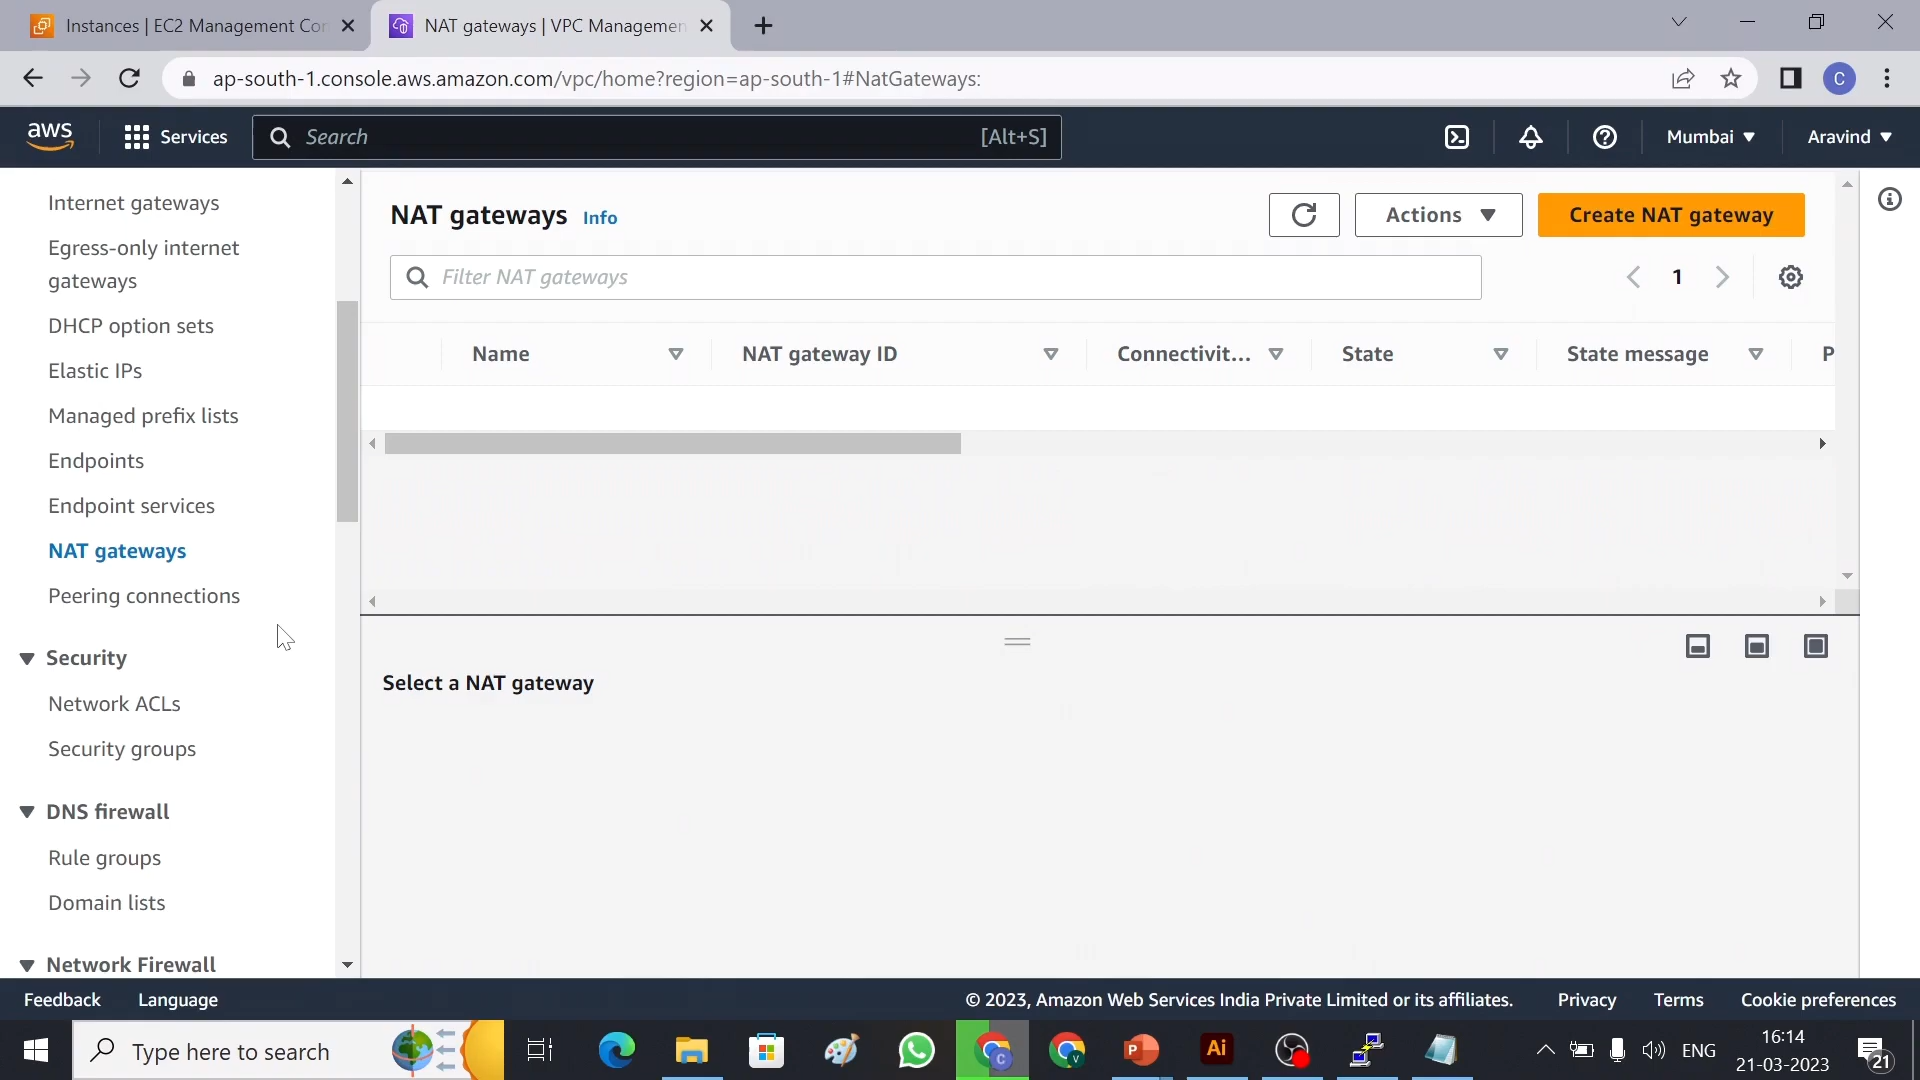 Instances | EC2 Management Con
NAT gateways | VPC Managemen
ap-south-1.console.aws.amazon.com/vpc/home?region=ap-south-1#NatGateways:
C
aws
Services
Search
[Alt+S]
Mumbai
Aravind
Internet gateways
Egress-only internet
gateways
DHCP option sets
Elastic IPs
Managed prefix lists
Endpoints
Endpoint services
NAT gateways
Peering connections
Security
Network ACLs
Security groups
DNS firewall
Rule groups
Domain lists
Network Firewall
NAT gateways Info
Actions
Create NAT gateway
Filter NAT gateways
1
Name
NAT gateway ID
Connectivit...
State
State message
P
Select a NAT gateway
Feedback
Language
© 2023, Amazon Web Services India Private Limited or its affiliates.
Privacy
Terms
Cookie preferences
Type here to search
C
V
P
Ai
ENG
16:14
21-03-2023
21